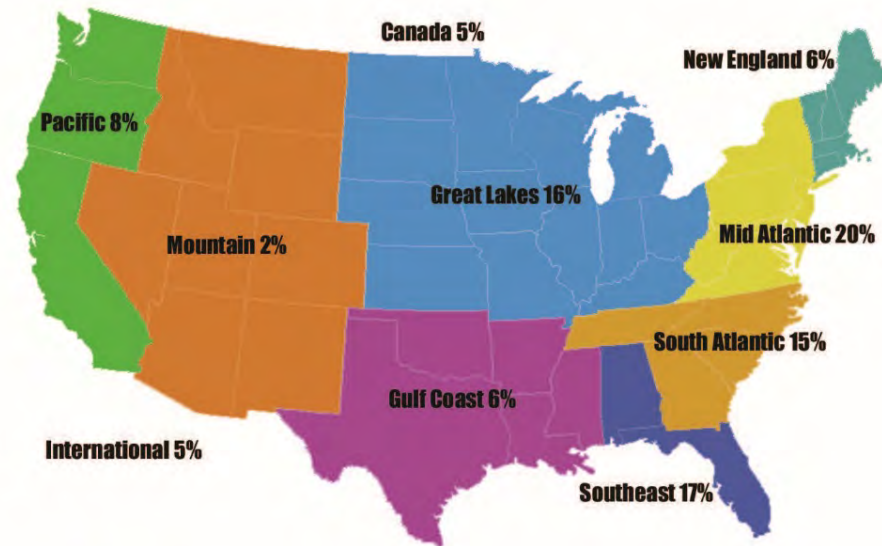 Canada 5%
New England 6%
Pacific 8%
Great Lakes 16%
Mid Atlantic 20%
Mountain 2%
South Atlantic 15%
Gulf Coast 6%
International 5%
Southeast 17%